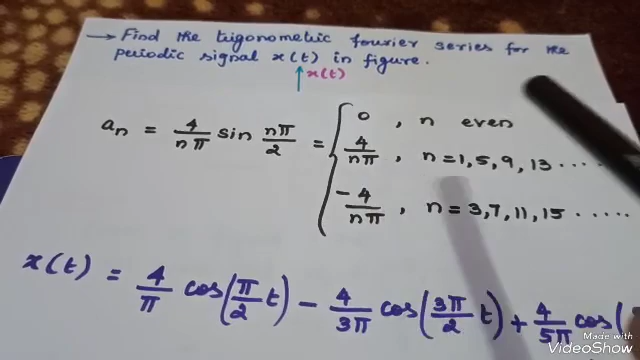 → Find the trigonometric fourier series for the
periodic signal x(t) in figure.
x(t)
0 , n even
aₙ = 4/nπ sin nπ/2 = { 4/nπ , n=1, 5, 9, 13 .....
-4/nπ , n = 3, 7, 11, 15 .....
x(t) = 4/π cos(π/2 t) - 4/3π cos(3π/2 t) + 4/5π cos(
Made with
VideoShow